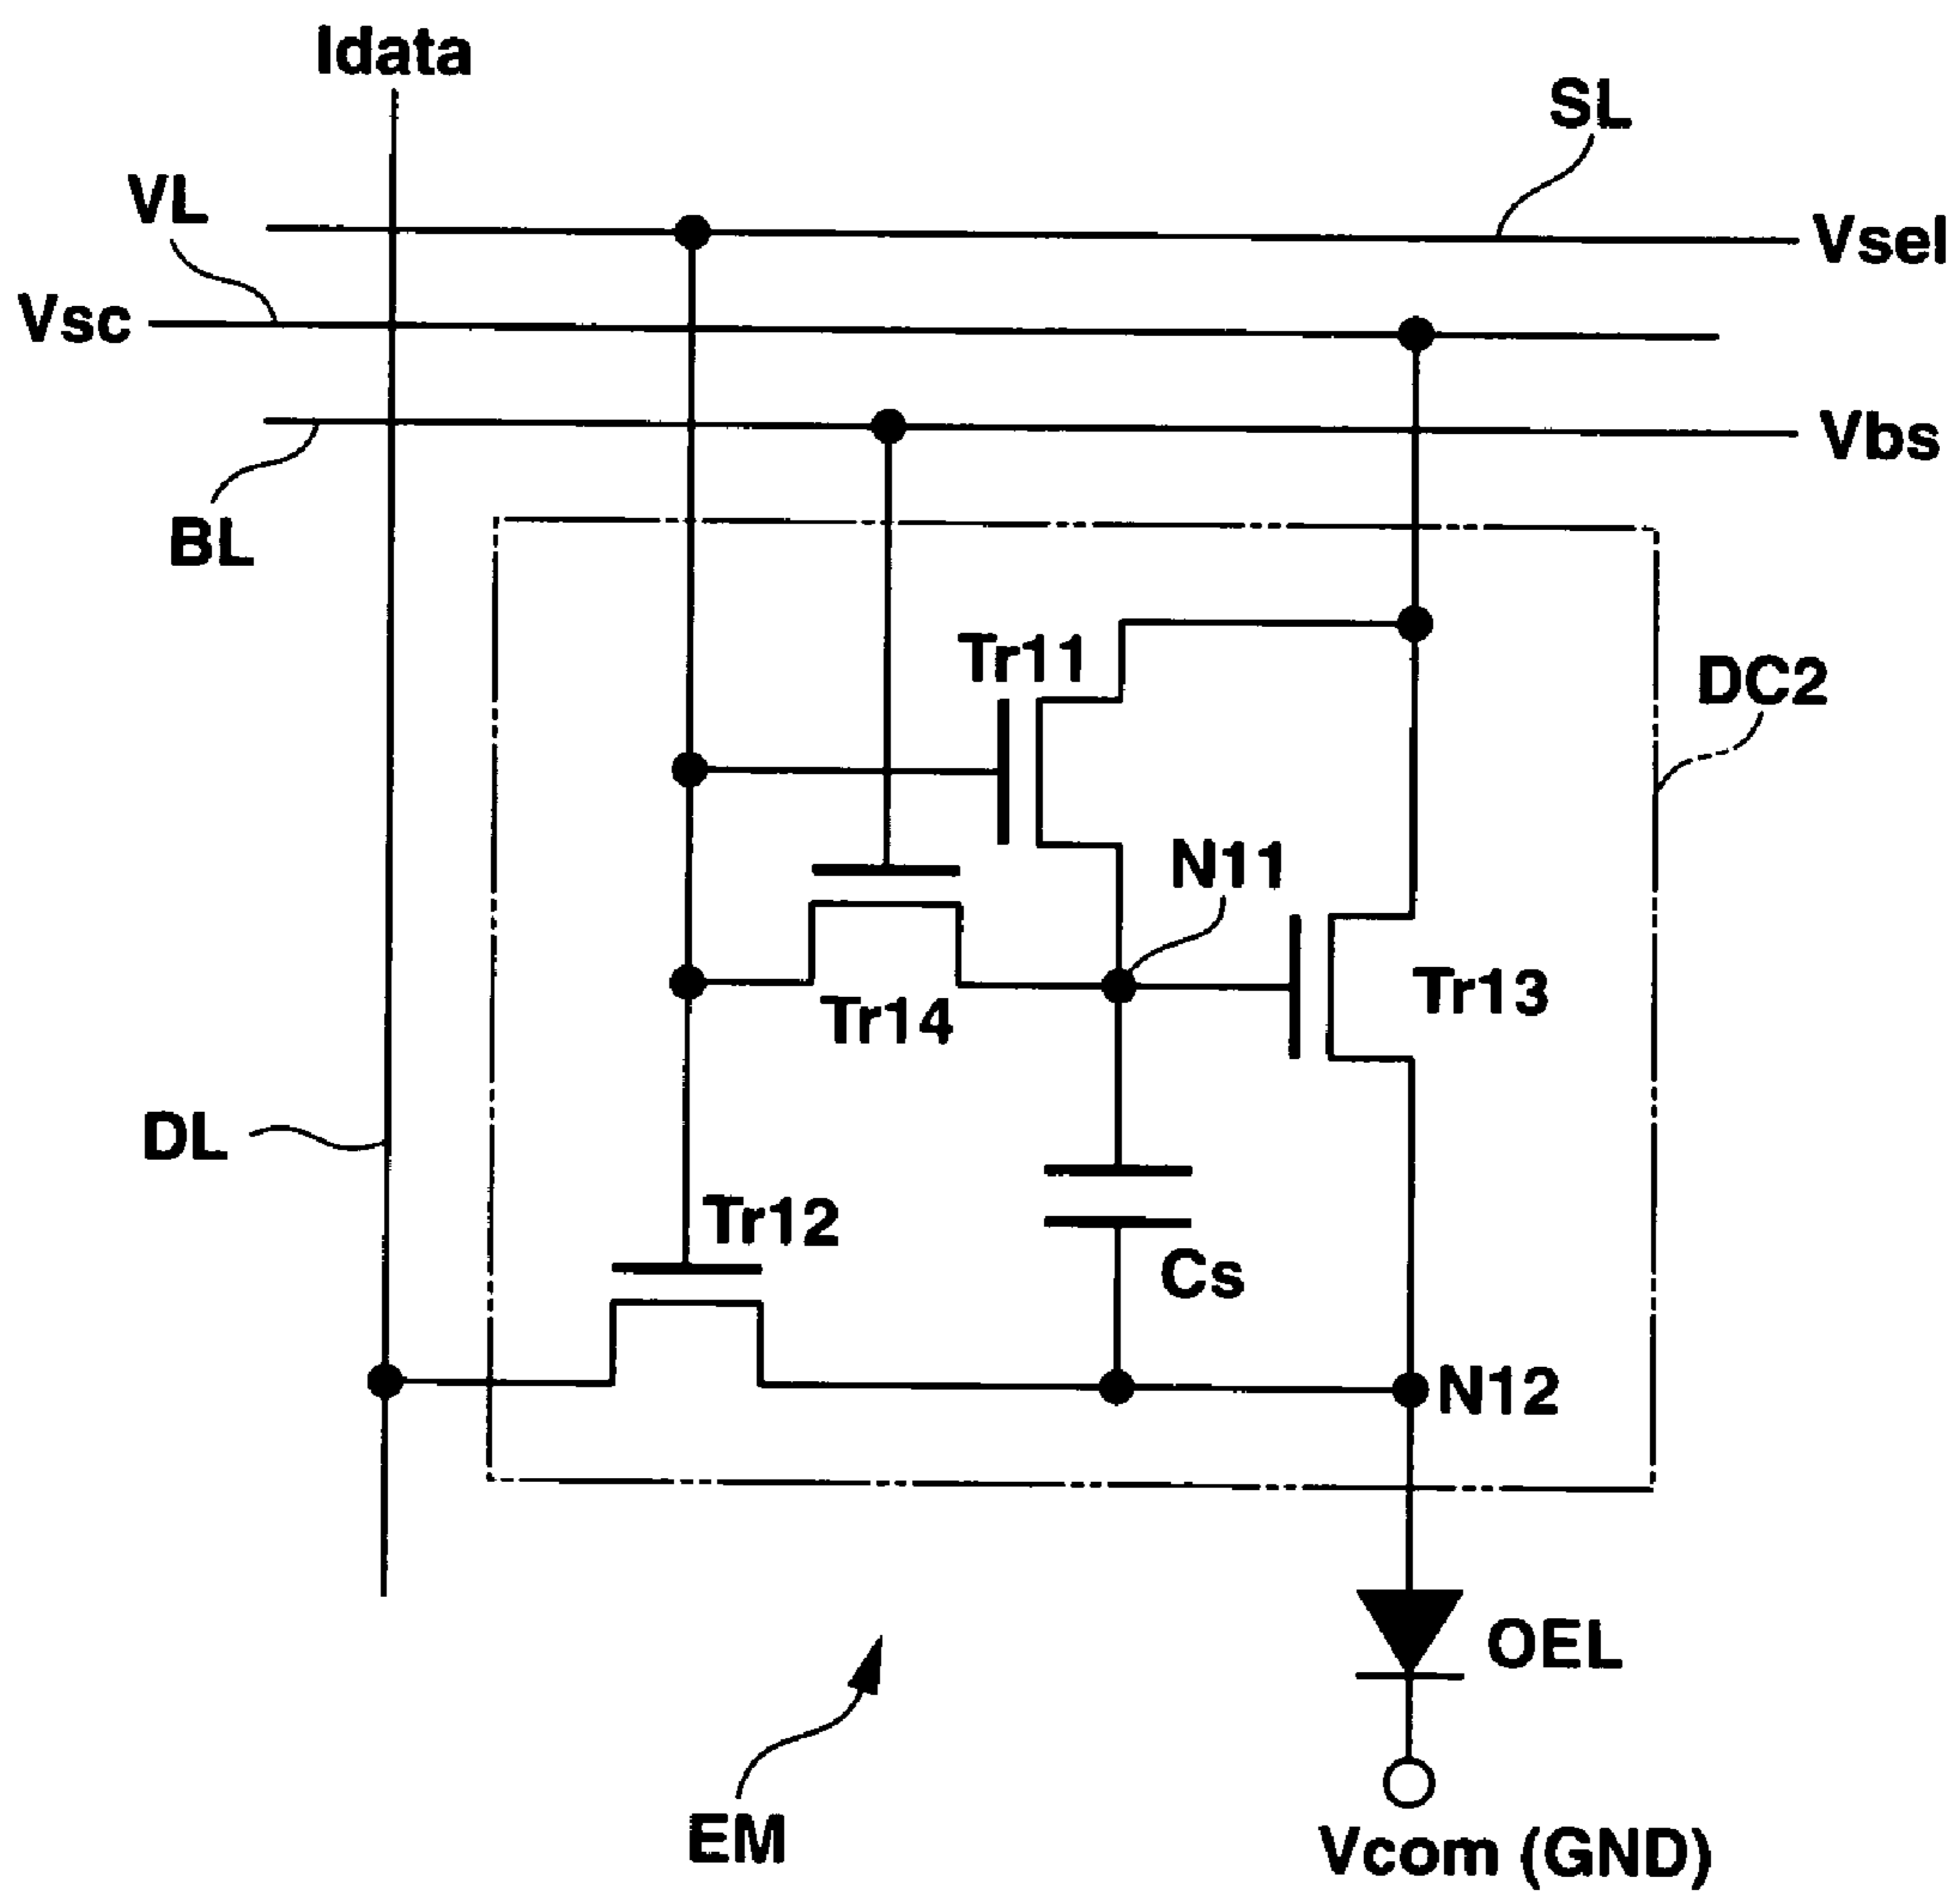 Idata
SL
VL
Vsel
Vsc
Vbs
BL
Tr11
DC2
N11
Tr13
Tr14
DL
Tr12
Cs
N12
OEL
EM
Vcom (GND)